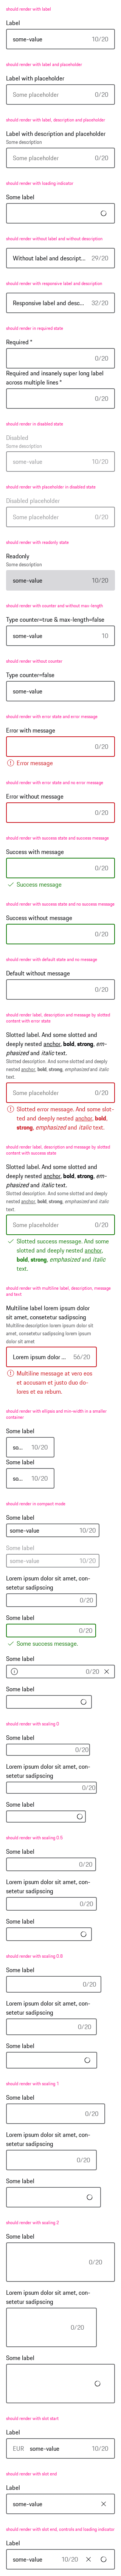 should render with label
Label
some-value 10/20
should render with label and placeholder
Label with placeholder
Some placeholder 0/20
should render with label, description and placeholder
Label with description and placeholder
Some description
Some placeholder 0/20
should render with loading indicator
Some label
should render without label and without description
Without label and descript... 29/20
should render with responsive label and description
Responsive label and desc... 32/20
should render in required state
Required *
0/20
Required and insanely super long label
across multiple lines *
0/20
should render in disabled state
Disabled
Some description
some-value 10/20
should render with placeholder in disabled state
Disabled placeholder
Some placeholder 0/20
should render with readonly state
Readonly
Some description
some-value 10/20
should render with counter and without max-length
Type counter=true & max-length=false
some-value 10
should render without counter
Type counter=false
some-value
should render with error state and error message
Error with message
0/20
Error message
should render with error state and no error message
Error without message
0/20
should render with success state and success message
Success with message
0/20
Success message
should render with success state and no success message
Success without message
0/20
should render with default state and no message
Default without message
0/20
should render label, description and message by slotted
content with error state
Slotted label. And some slotted and
deeply nested anchor, bold, strong, em-
phasized and italic text.
Slotted description. And some slotted and deeply
nested anchor, bold, strong, emphasized and italic
text.
Some placeholder 0/20
Slotted error message. And some slot-
ted and deeply nested anchor, bold,
strong, emphasized and italic text.
should render label, description and message by slotted
content with success state
Slotted label. And some slotted and
deeply nested anchor, bold, strong, em-
phasized and italic text.
Slotted description. And some slotted and deeply
nested anchor, bold, strong, emphasized and italic
text.
Some placeholder 0/20
Slotted success message. And some
slotted and deeply nested anchor,
bold, strong, emphasized and italic
text.
should render with multiline label, description, message
and text
Multiline label lorem ipsum dolor
sit amet, consetetur sadipscing
Multiline description lorem ipsum dolor
sit amet, consetetur sadipscing lorem ipsum
dolor sit amet
Lorem ipsum dolor ... 56/20
Multiline message at vero eos
et accusam et justo duo do-
lores et ea rebum.
should render with ellipsis and min-width in a smaller
container
Some label
so... 10/20
Some label
so... 10/20
should render in compact mode
Some label
some-value 10/20
Some label
some-value 10/20
Lorem ipsum dolor sit amet, con-
setetur sadipscing
0/20
Some label
0/20
Some success message.
Some label
0/20
Some label
should render with scaling 0
Some label
0/20
Lorem ipsum dolor sit amet, con-
setetur sadipscing
0/20
Some label
should render with scaling 0.5
Some label
0/20
Lorem ipsum dolor sit amet, con-
setetur sadipscing
0/20
Some label
should render with scaling 0.6
Some label
0/20
Lorem ipsum dolor sit amet, con-
setetur sadipscing
0/20
Some label
should render with scaling 1
Some label
0/20
Lorem ipsum dolor sit amet, con-
setetur sadipscing
0/20
Some label
should render with scaling 2
Some label
0/20
Lorem ipsum dolor sit amet, con-
setetur sadipscing
0/20
Some label
should render with slot start
Label
EUR some-value 10/20
should render with slot end
Label
some-value
should render with slot end, controls and loading indicator
Label
some-value 10/20